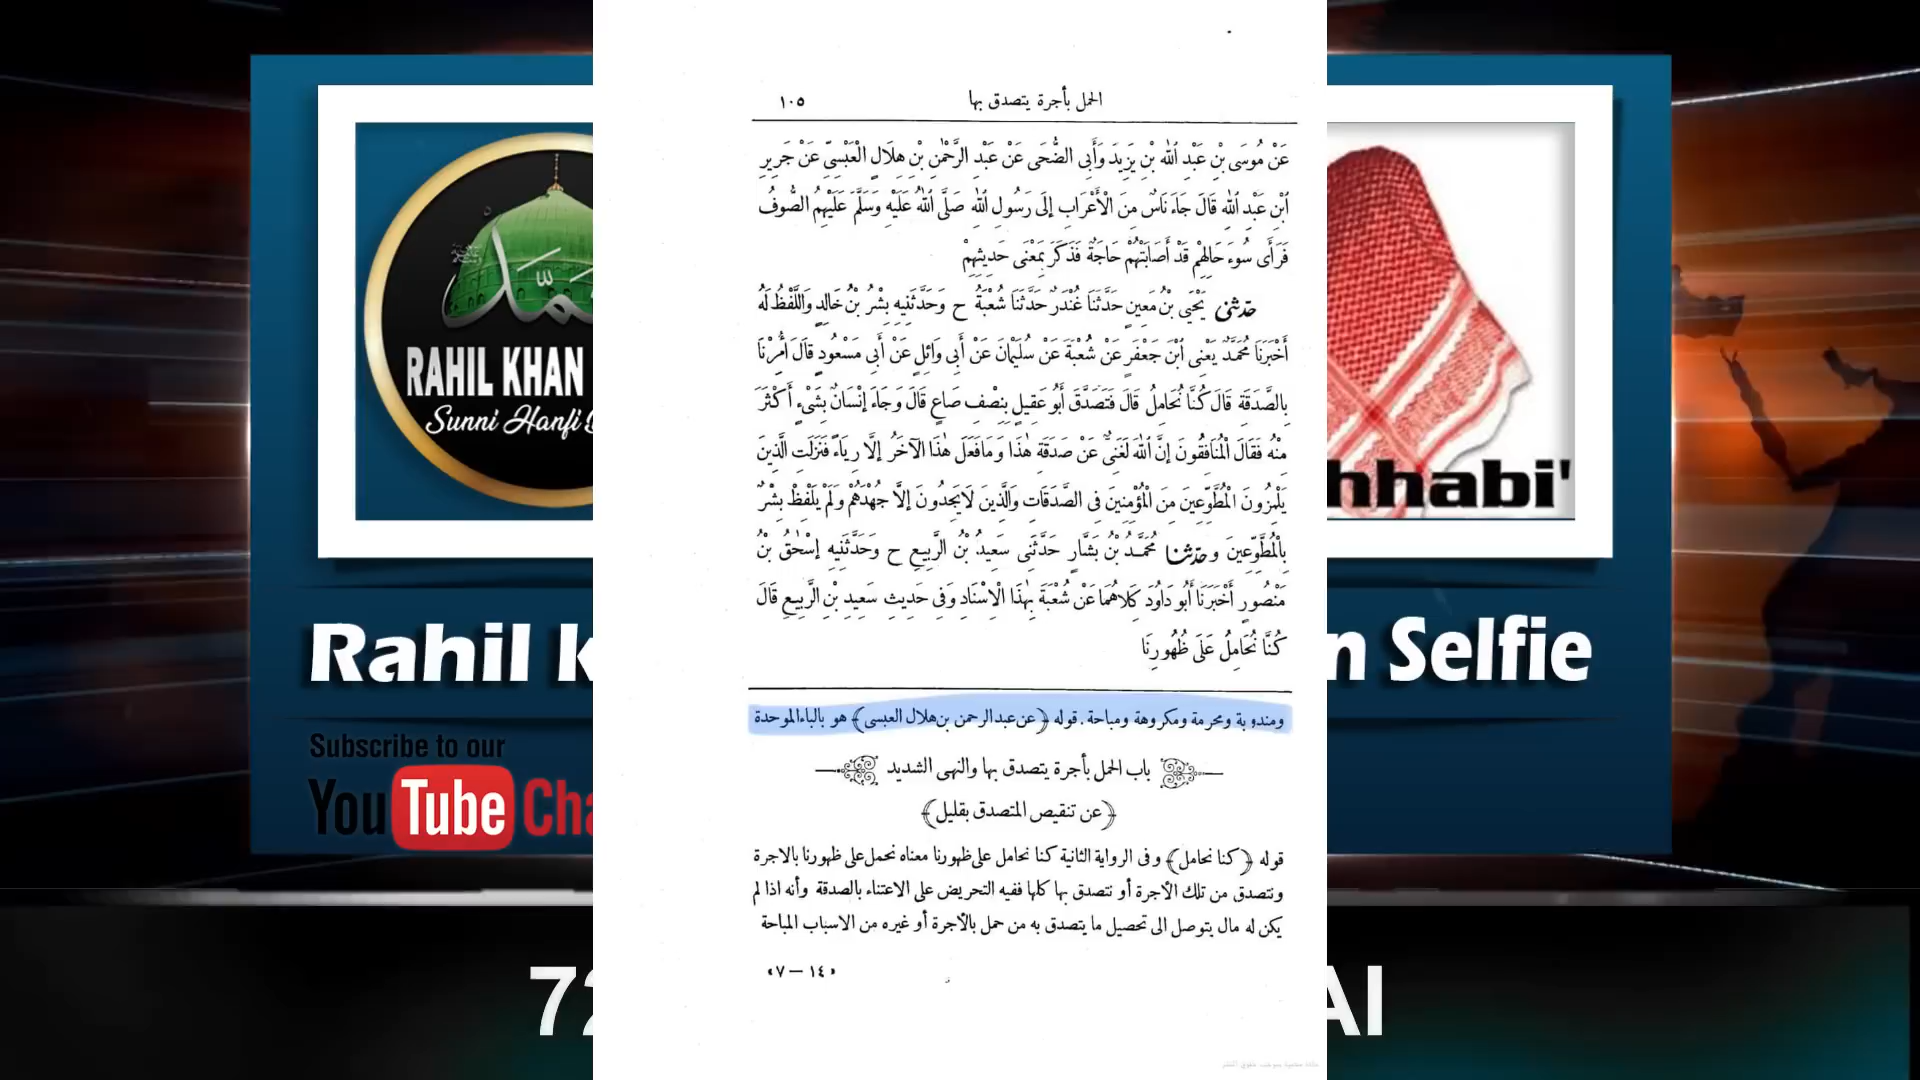 الحمل بأجرة يتصدق بها ١٠٥
عَنْ مُوسَى بْنِ عَبْدِ اللّٰهِ بْنِ يَزِيدَ وَأَبِى الضُّحَى عَنْ عَبْدِ الرَّحْمٰنِ بْنِ هِلَالٍ الْعَبْسِىِّ عَنْ جَرِيرِ
ابْنِ عَبْدِ اللّٰهِ قَالَ جَاءَ نَاسٌ مِنَ الْأَعْرَابِ إِلَى رَسُولِ اللّٰهِ صَلَّى اللّٰهُ عَلَيْهِ وَسَلَّمَ عَلَيْهِمُ الصُّوفُ
فَرَأَى سُوءَ حَالِهِمْ قَدْ أَصَابَتْهُمْ حَاجَةٌ فَذَكَرَ بِمَعْنَى حَدِيثِهِمْ
حدثنى يَحْيَى بْنُ مَعِينٍ حَدَّثَنَا غُنْدَرٌ حَدَّثَنَا شُعْبَةُ ح وَحَدَّثَنِيهِ بِشْرُ بْنُ خَالِدٍ وَاللَّفْظُ لَهُ
أَخْبَرَنَا مُحَمَّدٌ يَعْنِى ابْنَ جَعْفَرٍ عَنْ شُعْبَةَ عَنْ سُلَيْمَانَ عَنْ أَبِى وَائِلٍ عَنْ أَبِى مَسْعُودٍ قَالَ أُمِرْنَا
بِالصَّدَقَةِ قَالَ كُنَّا نُحَامِلُ قَالَ فَتَصَدَّقَ أَبُو عَقِيلٍ بِنِصْفِ صَاعٍ قَالَ وَجَاءَ إِنْسَانٌ بِشَىْءٍ أَكْثَرَ
مِنْهُ فَقَالَ الْمُنَافِقُونَ إِنَّ اللّٰهَ لَغَنِىٌّ عَنْ صَدَقَةِ هٰذَا وَمَا فَعَلَ هٰذَا الْآخَرُ إِلَّا رِيَاءً فَنَزَلَتِ الَّذِينَ
يَلْمِزُونَ الْمُطَّوِّعِينَ مِنَ الْمُؤْمِنِينَ فِى الصَّدَقَاتِ وَالَّذِينَ لَا يَجِدُونَ إِلَّا جُهْدَهُمْ وَلَمْ يَلْفِظْ بِشْرٌ
بِالْمُطَّوِّعِينَ و حدثنا مُحَمَّدُ بْنُ بَشَّارٍ حَدَّثَنِى سَعِيدُ بْنُ الرَّبِيعِ ح وَحَدَّثَنِيهِ إِسْحٰقُ بْنُ
مَنْصُورٍ أَخْبَرَنَا أَبُو دَاوُدَ كِلَاهُمَا عَنْ شُعْبَةَ بِهٰذَا الْإِسْنَادِ وَفِى حَدِيثِ سَعِيدِ بْنِ الرَّبِيعِ قَالَ
كُنَّا نُحَامِلُ عَلَى ظُهُورِنَا
ومندوبة ومحرمة ومكروهة ومباحة . قوله ﴿عن عبد الرحمن بن هلال العبسى﴾ هو بالباء الموحدة
باب الحمل بأجرة يتصدق بها والنهى الشديد
﴿عن تنقيص المتصدق بقليل﴾
قوله ﴿كنا نحامل﴾ وفى الرواية الثانية كنا نحامل على ظهورنا معناه نحمل على ظهورنا بالاجرة
ونتصدق من تلك الأجرة أو نتصدق بها كلها ففيه التحريض على الاعتناء بالصدقة وأنه اذا لم
يكن له مال يتوصل الى تحصيل ما يتصدق به من حمل بالأجرة أو غيره من الاسباب المباحة
«١٤ — ٧»
محمد
RAHIL KHAN
Sunni Hanfi
hhabi'
Rahil k
n Selfie
Subscribe to our
YouTube Cha
72
AI